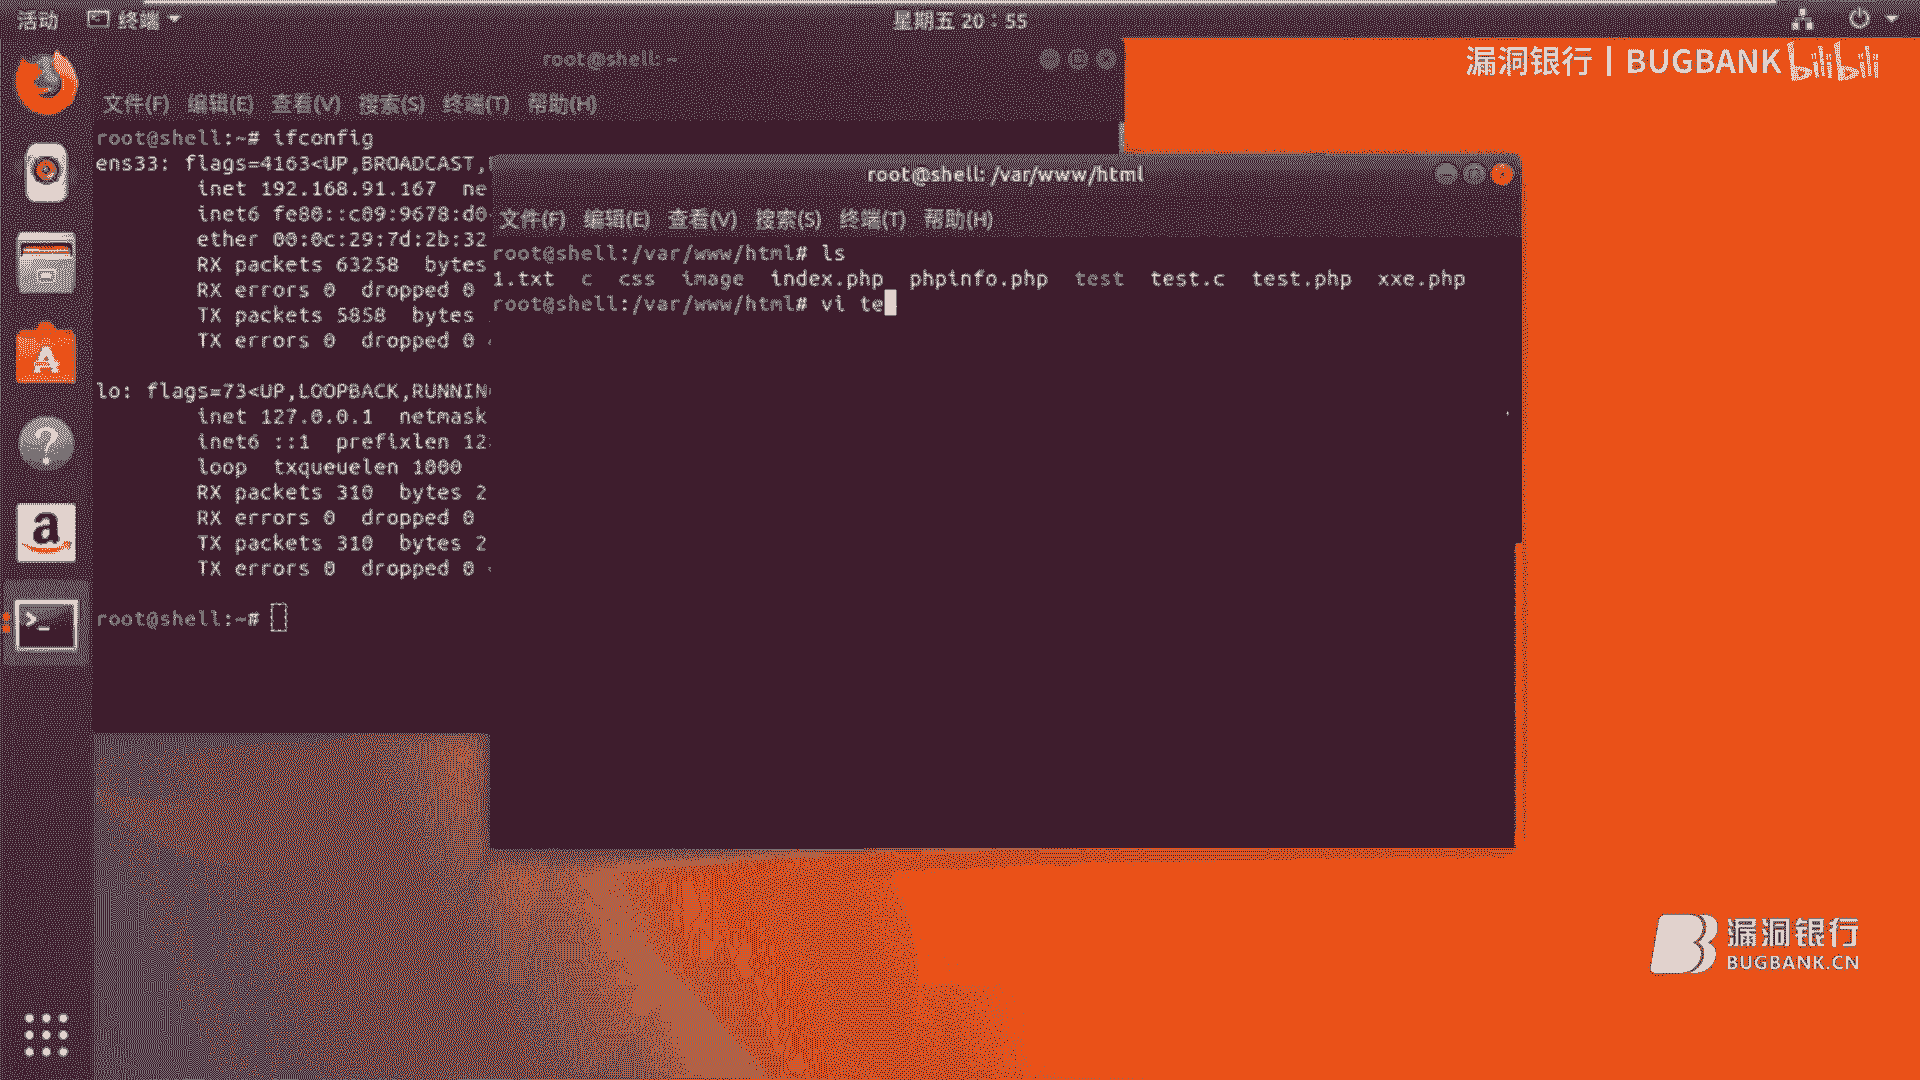 活动 终端 星期五 20：55
漏洞银行 | BUGBANK bilibili
root@shell: ~
文件(F) 编辑(E) 查看(V) 搜索(S) 终端(T) 帮助(H)
root@shell:~# ifconfig
ens33: flags=4163<UP,BROADCAST,
inet 192.168.91.167 ne
inet6 fe80::c09:9678:d0
ether 00:0c:29:7d:2b:32
RX packets 63258 bytes
RX errors 0 dropped 0
TX packets 5858 bytes
TX errors 0 dropped 0
lo: flags=73<UP,LOOPBACK,RUNNIN
inet 127.0.0.1 netmask
inet6 ::1 prefixlen 12
loop txqueuelen 1000
RX packets 310 bytes 2
RX errors 0 dropped 0
TX packets 310 bytes 2
TX errors 0 dropped 0
root@shell:~#
root@shell: /var/www/html
文件(F) 编辑(E) 查看(V) 搜索(S) 终端(T) 帮助(H)
root@shell:/var/www/html# ls
1.txt c css image index.php phpinfo.php test test.c test.php xxe.php
root@shell:/var/www/html# vi te
漏洞银行
BUGBANK.CN